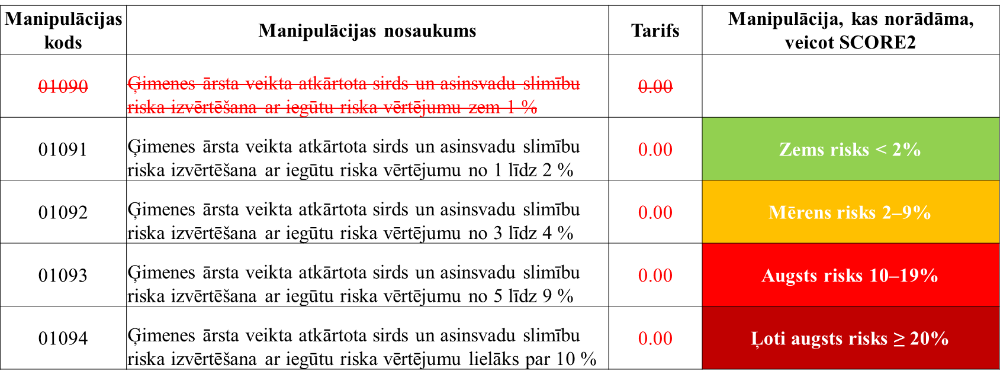 Manipulācijas
kods
Manipulācijas nosaukums
Tarifs
Manipulācija, kas norādāma,
veicot SCORE2
01090
Ģimenes ārsta veikta atkārtota sirds un asinsvadu slimību
riska izvērtēšana ar iegūtu riska vērtējumu zem 1 %
0.00
01091
Ģimenes ārsta veikta atkārtota sirds un asinsvadu slimību
riska izvērtēšana ar iegūtu riska vērtējumu no 1 līdz 2 %
0.00
Zems risks < 2%
01092
Ģimenes ārsta veikta atkārtota sirds un asinsvadu slimību
riska izvērtēšana ar iegūtu riska vērtējumu no 3 līdz 4 %
0.00
Mērens risks 2–9%
01093
Ģimenes ārsta veikta atkārtota sirds un asinsvadu slimību
riska izvērtēšana ar iegūtu riska vērtējumu no 5 līdz 9 %
0.00
Augsts risks 10–19%
01094
Ģimenes ārsta veikta atkārtota sirds un asinsvadu slimību
riska izvērtēšana ar iegūtu riska vērtējumu lielāks par 10 %
0.00
Ļoti augsts risks ≥ 20%